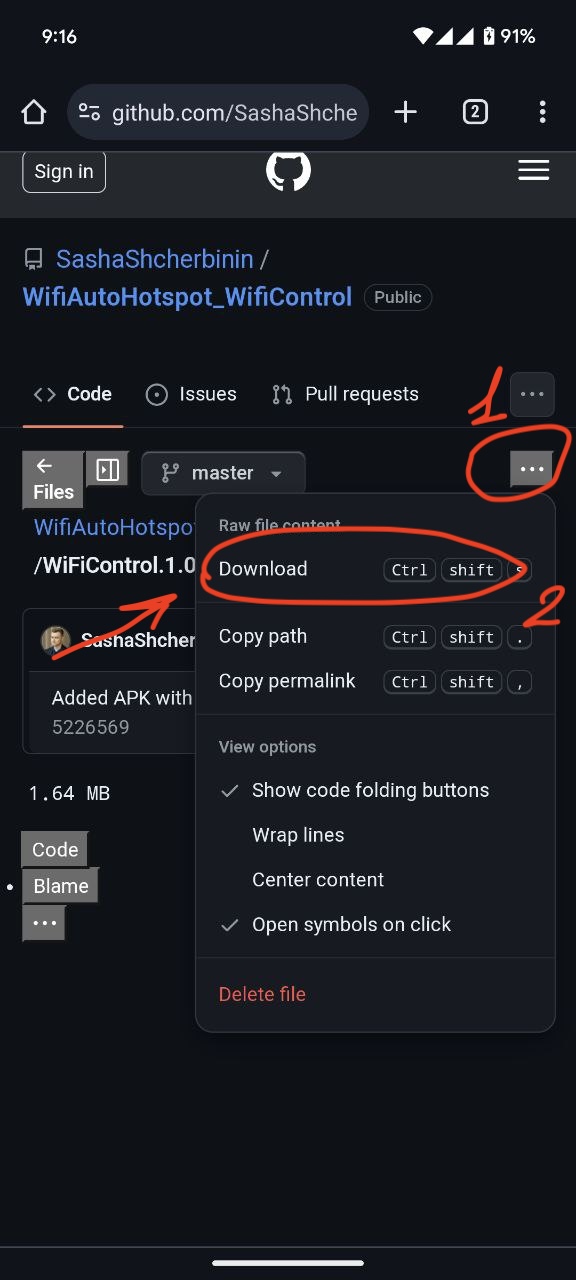 9:16 91%
github.com/SashaShche 2
Sign in
SashaShcherbinin /
WifiAutoHotspot_WifiControl Public
Code Issues Pull requests ...
1
← Files master ...
WifiAutoHotspo
/WiFiControl.1.0
Raw file content
Download Ctrl shift s
2
SashaShcher
Copy path Ctrl shift .
Copy permalink Ctrl shift ,
Added APK with
5226569
View options
1.64 MB
Show code folding buttons
Wrap lines
Code
Center content
Blame
...
Open symbols on click
Delete file